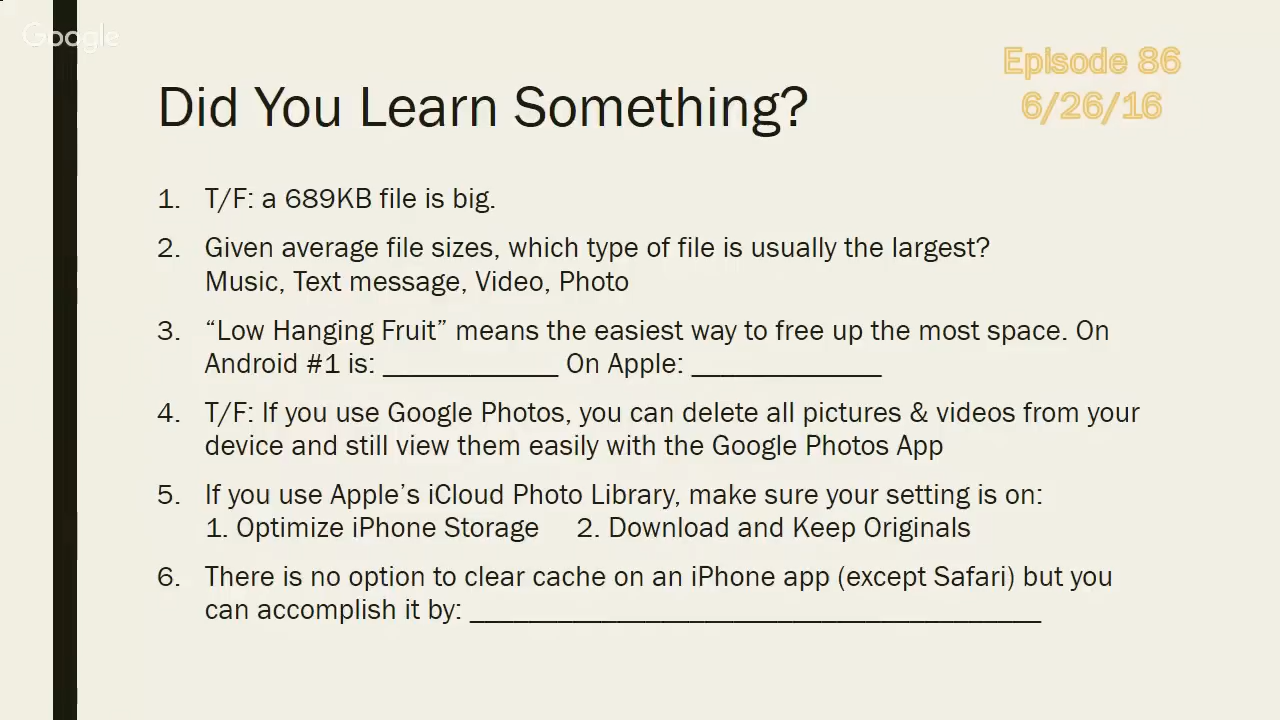 Google
Episode 86
6/26/16
Did You Learn Something?
1. T/F: a 689KB file is big.
2. Given average file sizes, which type of file is usually the largest?
Music, Text message, Video, Photo
3. “Low Hanging Fruit” means the easiest way to free up the most space. On
Android #1 is: ____________ On Apple: _____________
4. T/F: If you use Google Photos, you can delete all pictures & videos from your
device and still view them easily with the Google Photos App
5. If you use Apple’s iCloud Photo Library, make sure your setting is on:
1. Optimize iPhone Storage 2. Download and Keep Originals
6. There is no option to clear cache on an iPhone app (except Safari) but you
can accomplish it by: _______________________________________